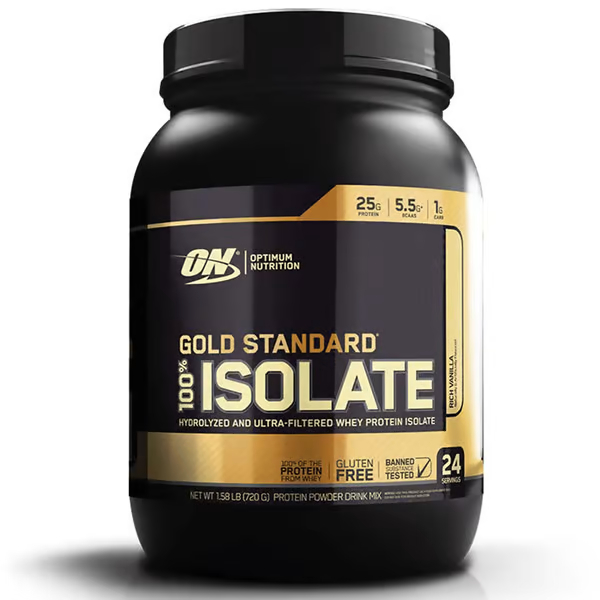 25G PROTEIN 5.5G* BCAAS 1G CARB
ON® OPTIMUM
NUTRITION
GOLD STANDARD®
100% ISOLATE
HYDROLYZED AND ULTRA-FILTERED WHEY PROTEIN ISOLATE
RICH VANILLA
100% OF THE
PROTEIN
FROM WHEY
GLUTEN
FREE
BANNED
SUBSTANCE
TESTED
24
SERVINGS
NET WT 1.58 LB (720 G) PROTEIN POWDER DRINK MIX